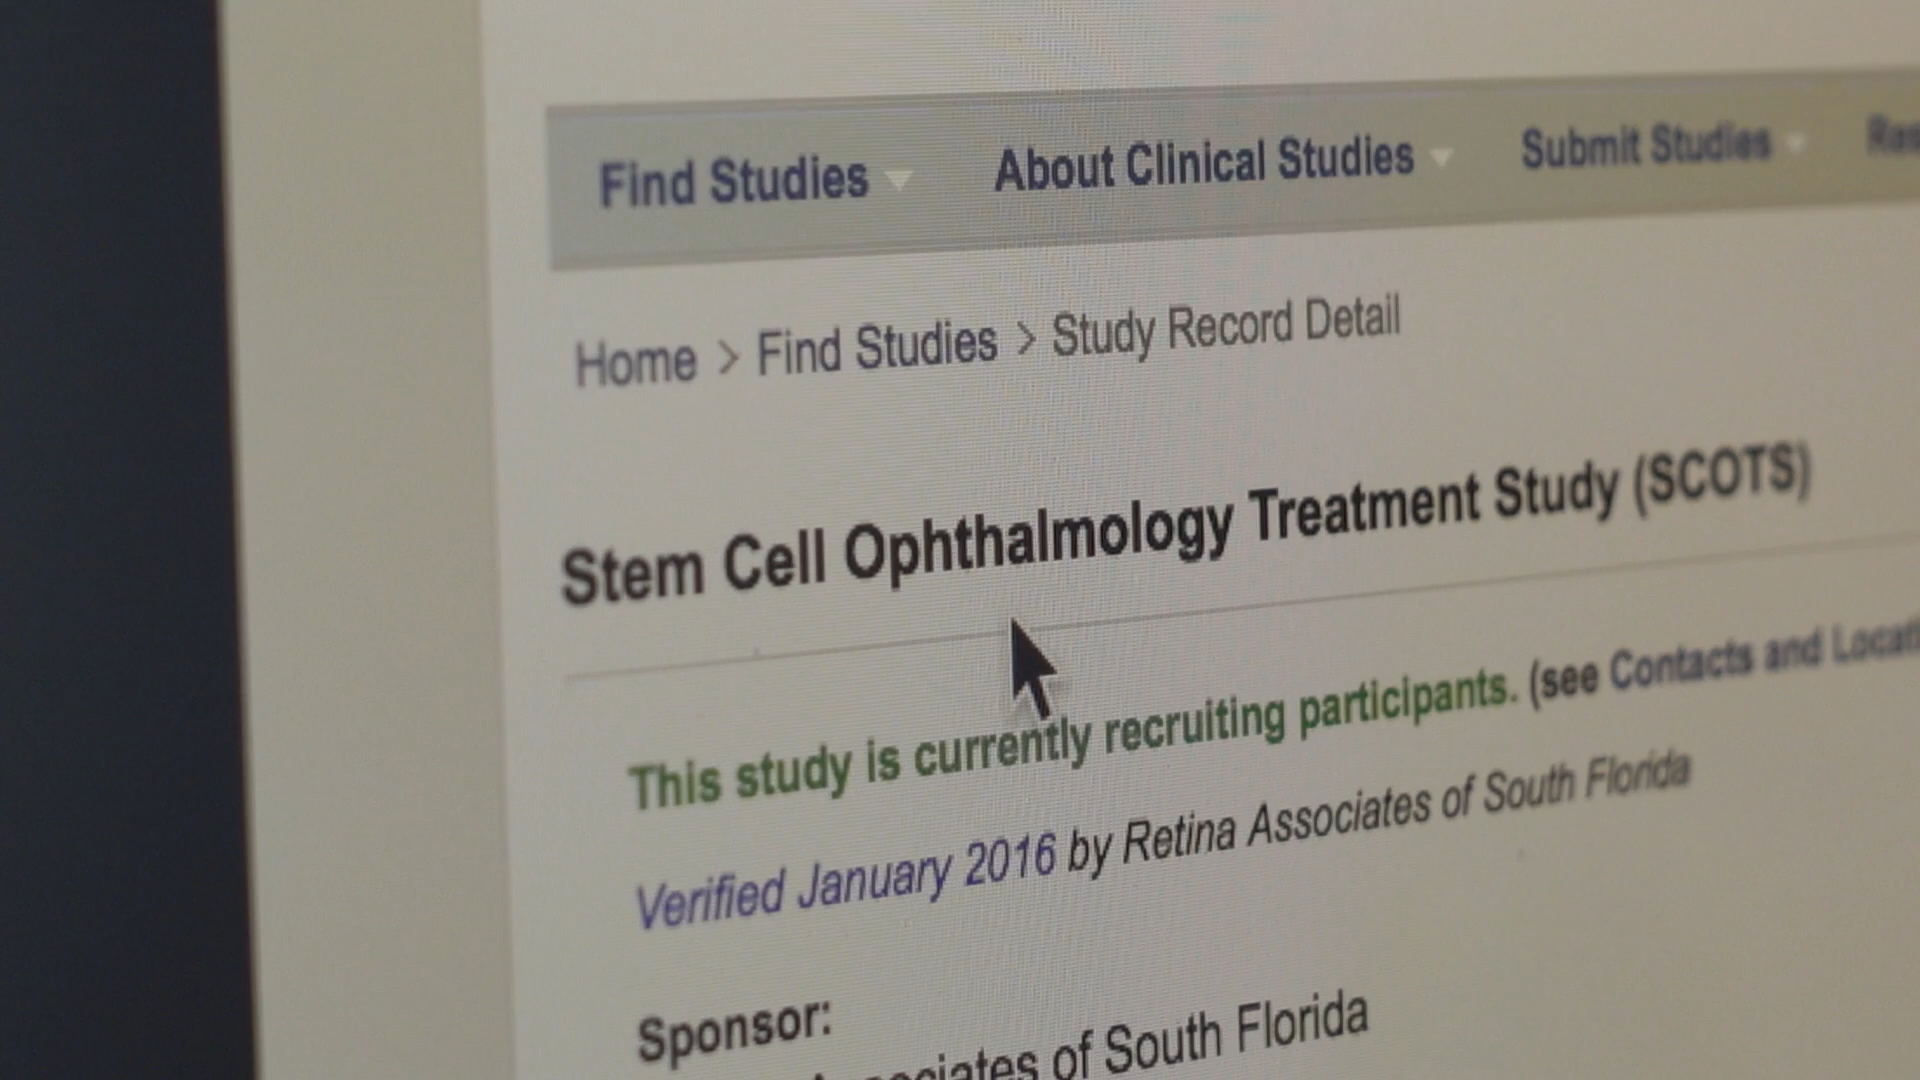 Find Studies About Clinical Studies Submit Studies
Home > Find Studies > Study Record Detail
Stem Cell Ophthalmology Treatment Study (SCOTS)
This study is currently recruiting participants. (see Contacts and
Verified January 2016 by Retina Associates of South Florida
Sponsor:
of South Florida